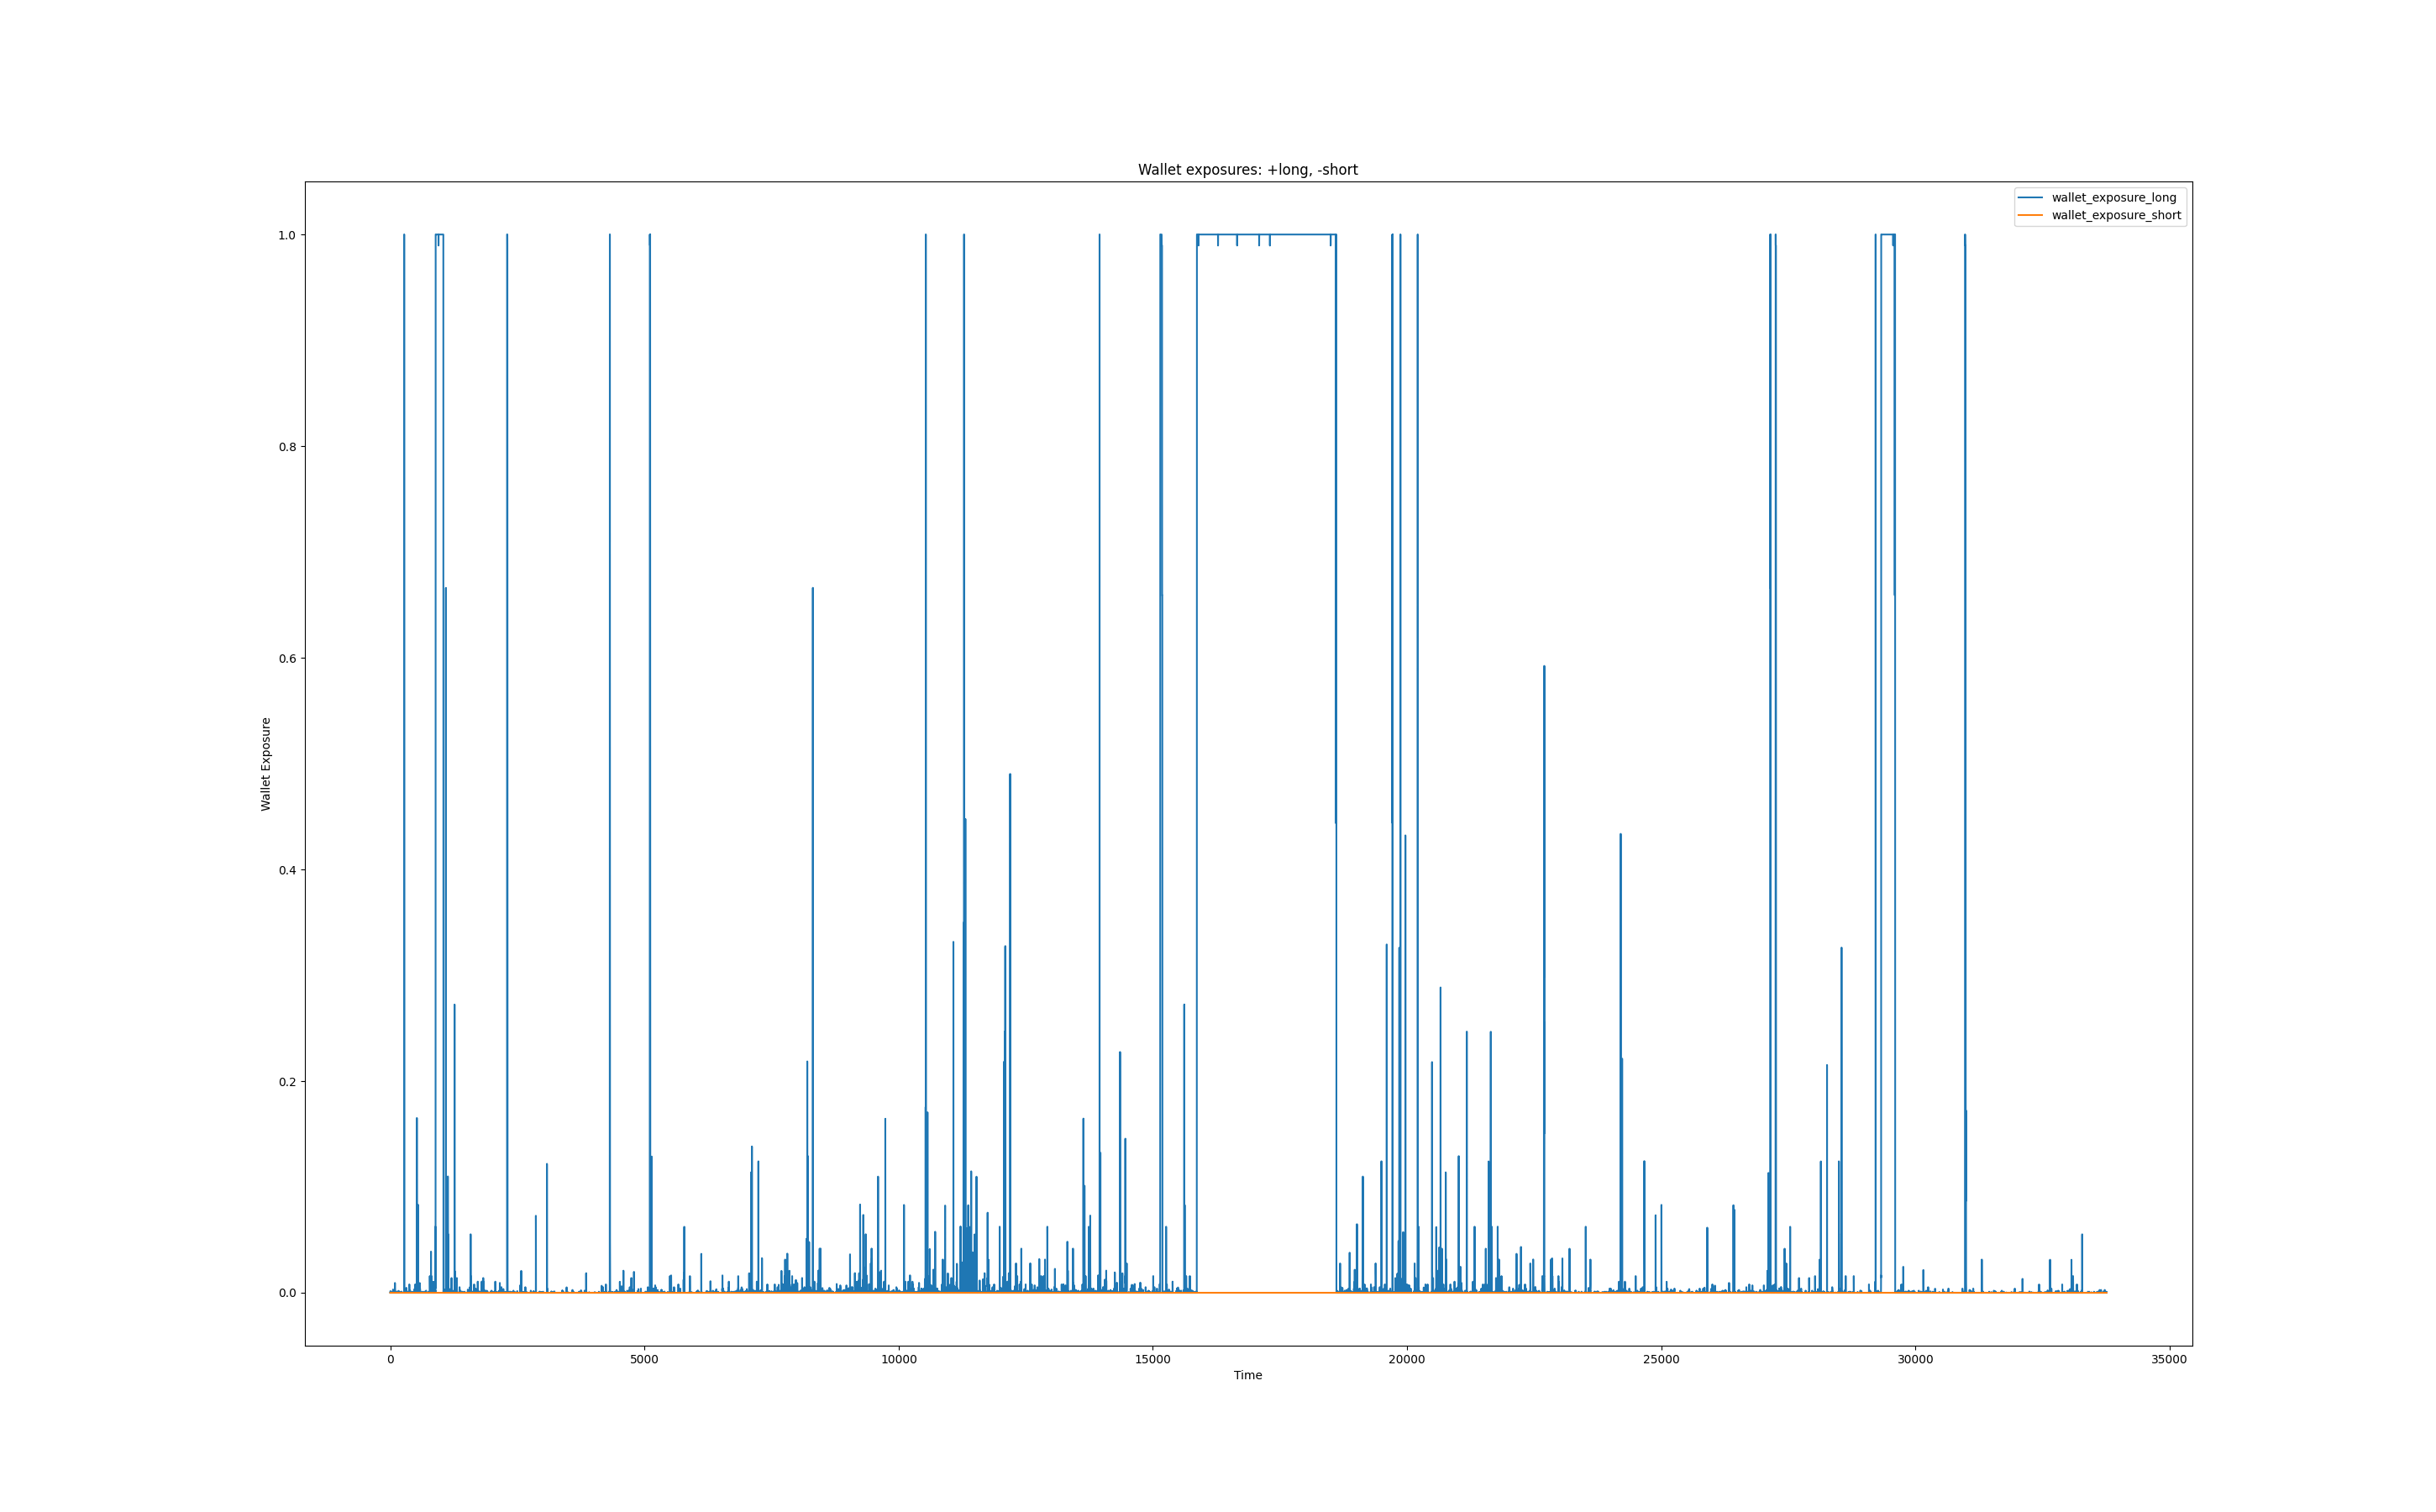 Wallet exposures: +long, -short
wallet_exposure_long
wallet_exposure_short
1.0
0.8
0.6
0.4
0.2
0.0
Wallet Exposure
0 5000 10000 15000 20000 25000 30000 35000
Time